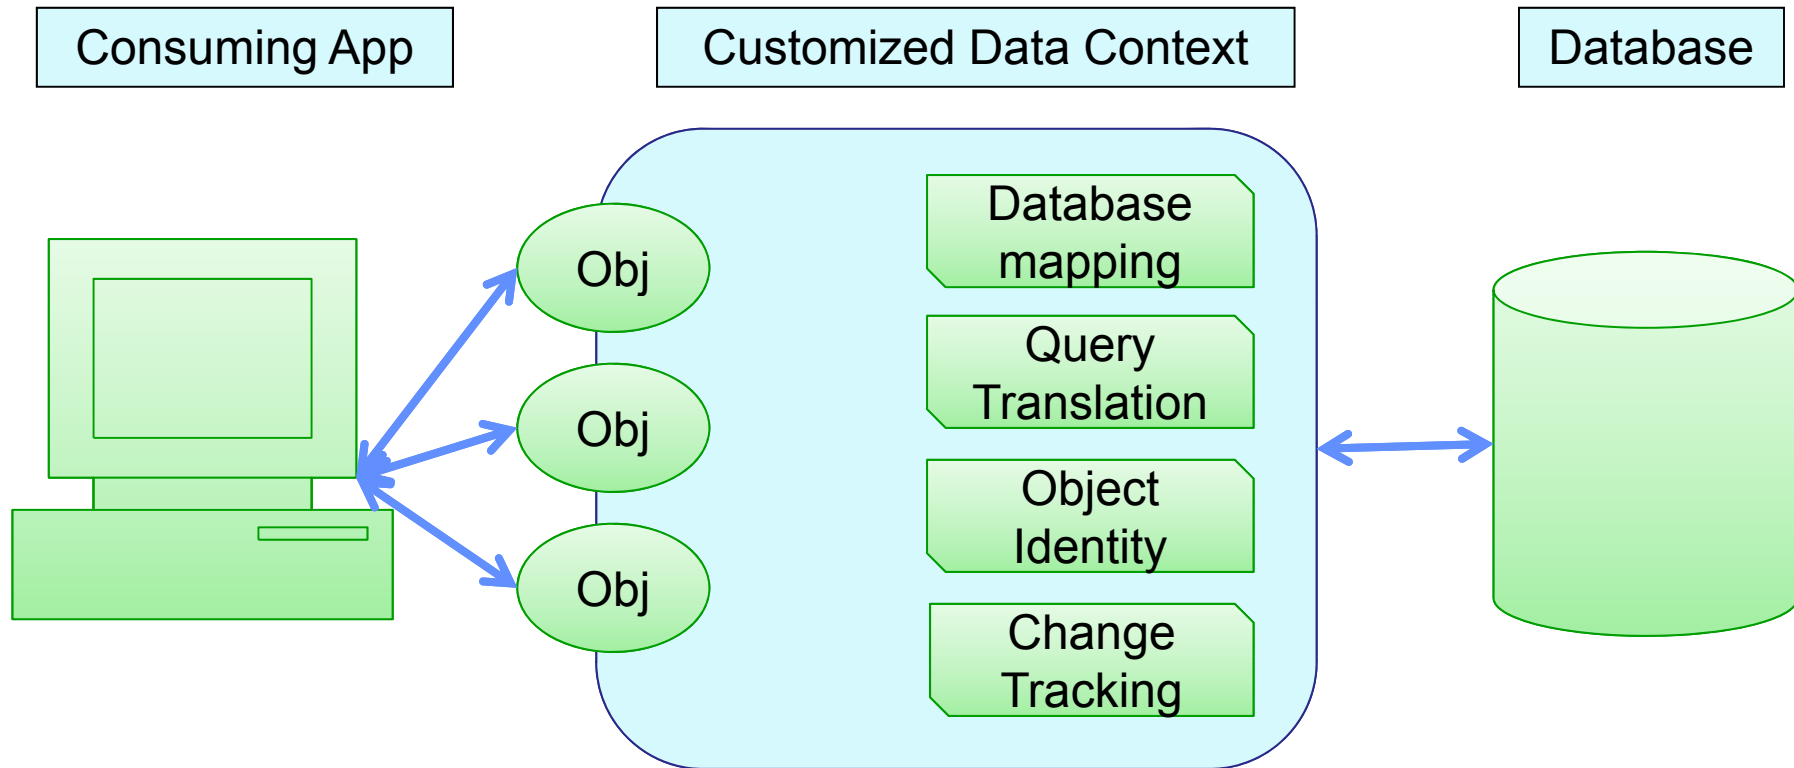 Consuming App
Customized Data Context
Database
Obj
Obj
Obj
Database
mapping
Query
Translation
Object
Identity
Change
Tracking